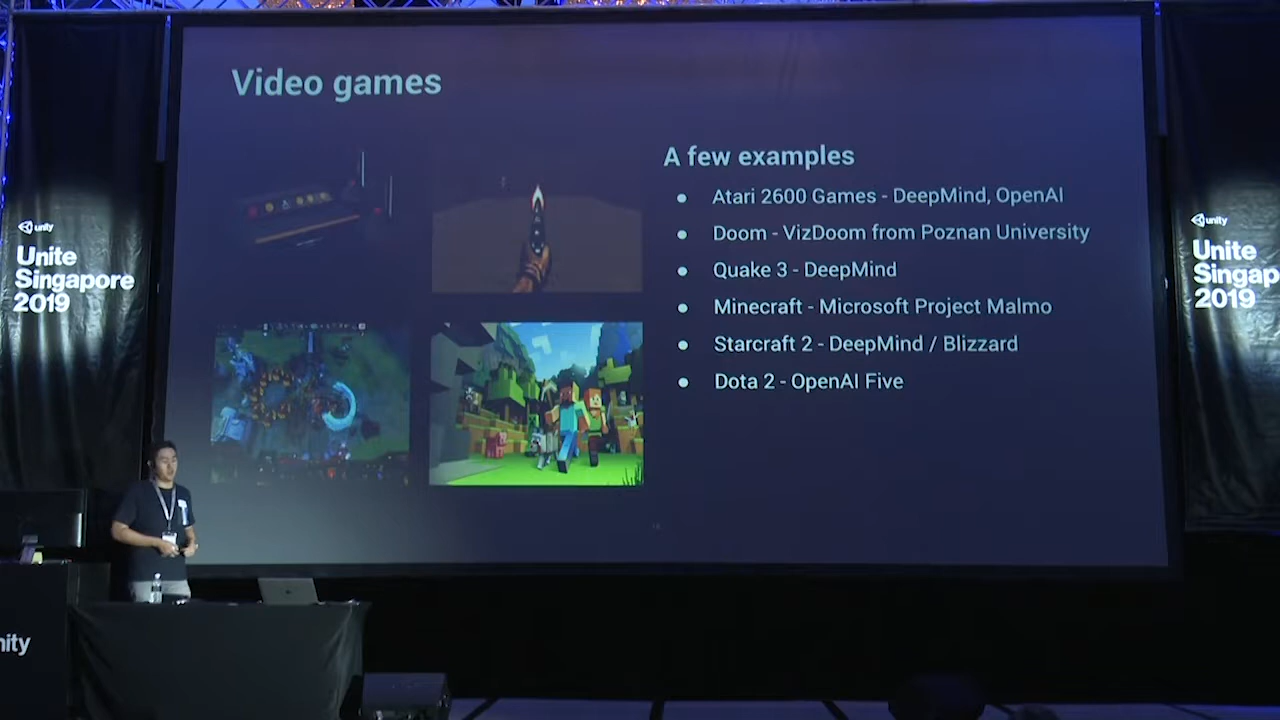 Video games
A few examples
Atari 2600 Games - DeepMind, OpenAI
Doom - VizDoom from Poznan University
Quake 3 - DeepMind
Minecraft - Microsoft Project Malmo
Starcraft 2 - DeepMind / Blizzard
Dota 2 - OpenAI Five
unity
Unite
Singapore
2019
unity
Unite
Singap
2019
nity